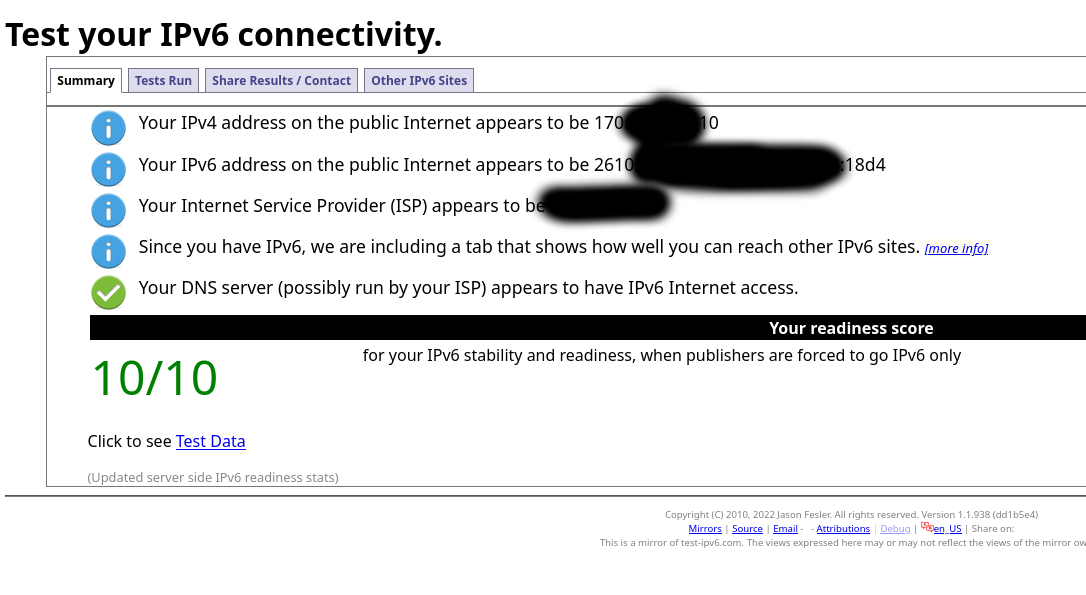 Test your IPv6 connectivity.
Summary Tests Run Share Results / Contact Other IPv6 Sites
Your IPv4 address on the public Internet appears to be 170 10
Your IPv6 address on the public Internet appears to be 2610 :18d4
Your Internet Service Provider (ISP) appears to be
Since you have IPv6, we are including a tab that shows how well you can reach other IPv6 sites. [more info]
Your DNS server (possibly run by your ISP) appears to have IPv6 Internet access.
Your readiness score
10/10 for your IPv6 stability and readiness, when publishers are forced to go IPv6 only
Click to see Test Data
(Updated server side IPv6 readiness stats)
Copyright (C) 2010, 2022 Jason Fesler. All rights reserved. Version 1.1.938 (dd1b5e4)
Mirrors | Source | Email - - Attributions | Debug | en_US | Share on:
This is a mirror of test-ipv6.com. The views expressed here may or may not reflect the views of the mirror